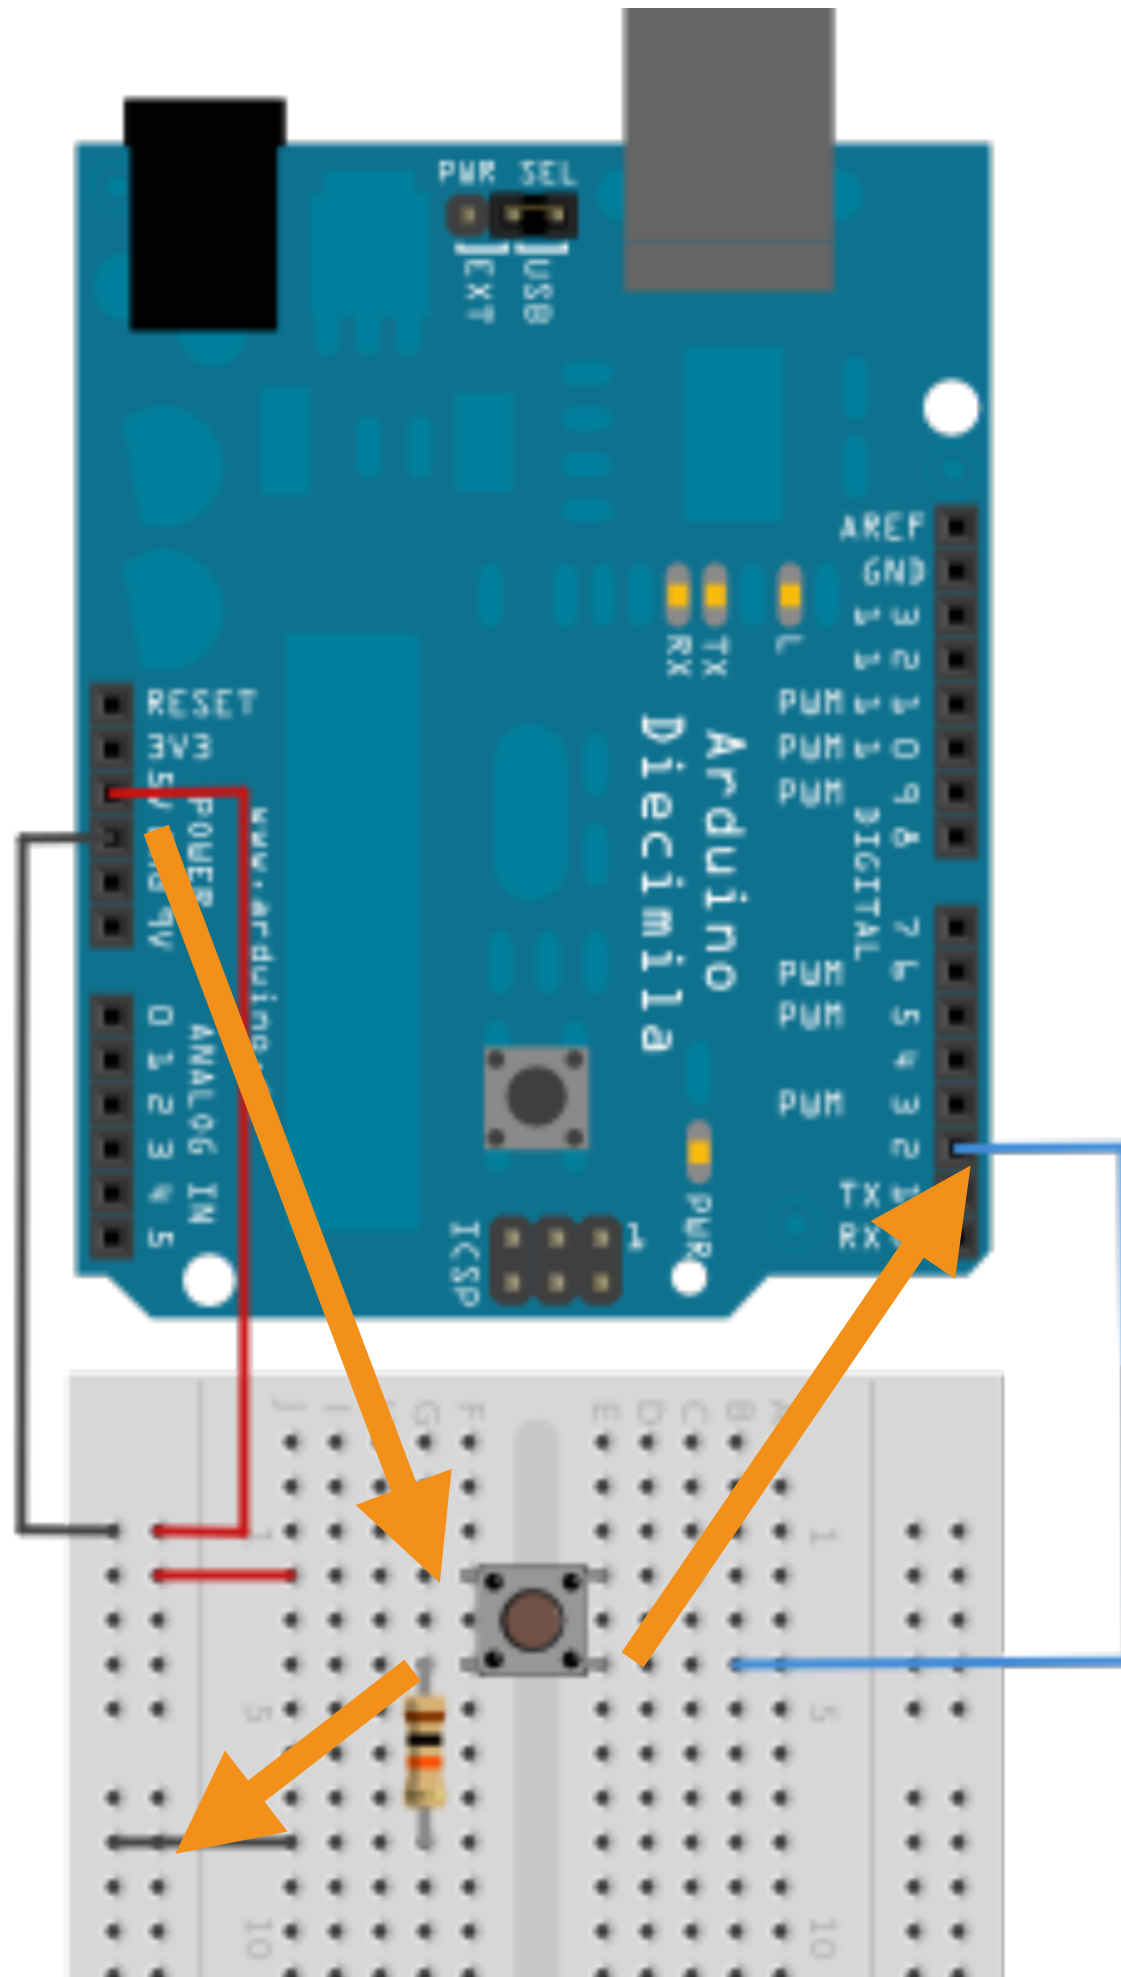 PWR SEL
EXT
USB
AREF
GND
13
12
RX
TX
L
PWM 11
PWM 10
PWM 9
8
RESET
3V3
5V
POWER
9V
www.arduino.
Arduino
Diecimila
DIGITAL
7
PWM 6
PWM 5
4
PWM 3
2
TX 1
RX
0
1
2
3
4
5
ANALOG IN
ICSP
1
PWR
J I G F E D C B A
1 1
5 5
10 10